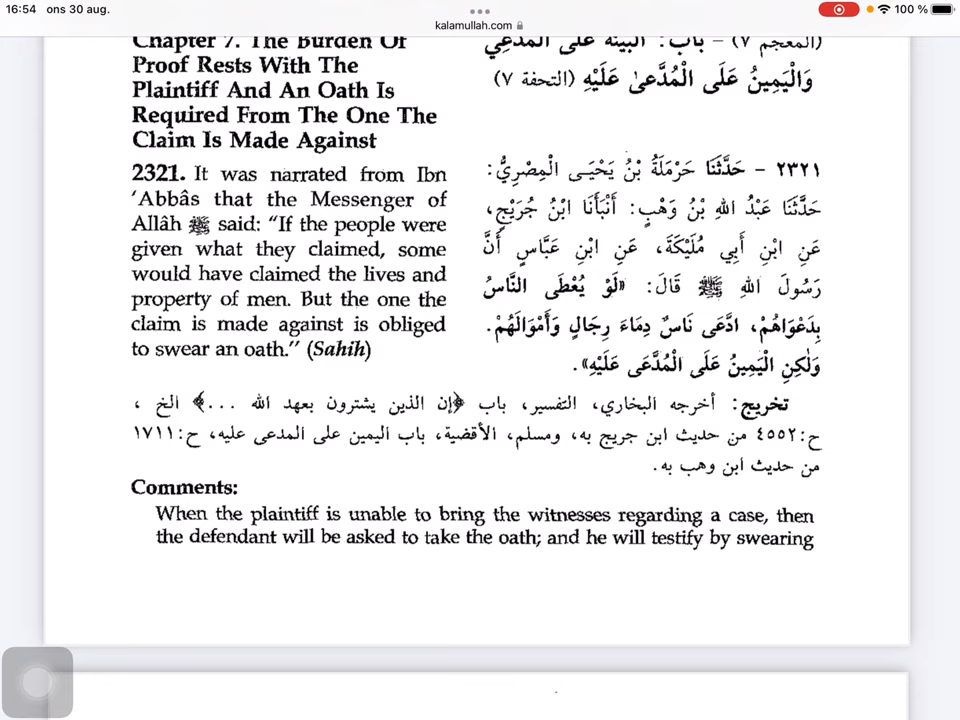 16:54 ons 30 aug.
100 %
kalamullah.com
Chapter 7. The Burden Of
Proof Rests With The
Plaintiff And An Oath Is
Required From The One The
Claim Is Made Against
(المعجم ٧) - باب: البينة على المدعي
وَالْيَمِينُ عَلَى الْمُدَّعىٰ عَلَيْهِ (التحفة ٧)
2321. It was narrated from Ibn
‘Abbâs that the Messenger of
Allâh ﷺ said: “If the people were
given what they claimed, some
would have claimed the lives and
property of men. But the one the
claim is made against is obliged
to swear an oath.” (Sahih)
٢٣٢١ - حَدَّثَنَا حَرْمَلَةُ بْنُ يَحْيَى الْمِصْرِيُّ:
حَدَّثَنَا عَبْدُ اللهِ بْنُ وَهْبٍ: أَنْبَأَنَا ابْنُ جُرَيْجٍ،
عَنِ ابْنِ أَبِي مُلَيْكَةَ، عَنِ ابْنِ عَبَّاسٍ أَنَّ
رَسُولَ اللهِ ﷺ قَالَ: «لَوْ يُعْطَى النَّاسُ
بِدَعْوَاهُمْ، ادَّعَى نَاسٌ دِمَاءَ رِجَالٍ وَأَمْوَالَهُمْ.
وَلٰكِنِ الْيَمِينُ عَلَى الْمُدَّعَى عَلَيْهِ».
تخريج: أخرجه البخاري، التفسير، باب ﴿إن الذين يشترون بعهد الله ...﴾ الخ ،
ح:٤٥٥٢ من حديث ابن جريج به، ومسلم، الأقضية، باب اليمين على المدعى عليه، ح:١٧١١
من حديث ابن وهب به.
Comments:
When the plaintiff is unable to bring the witnesses regarding a case, then
the defendant will be asked to take the oath; and he will testify by swearing